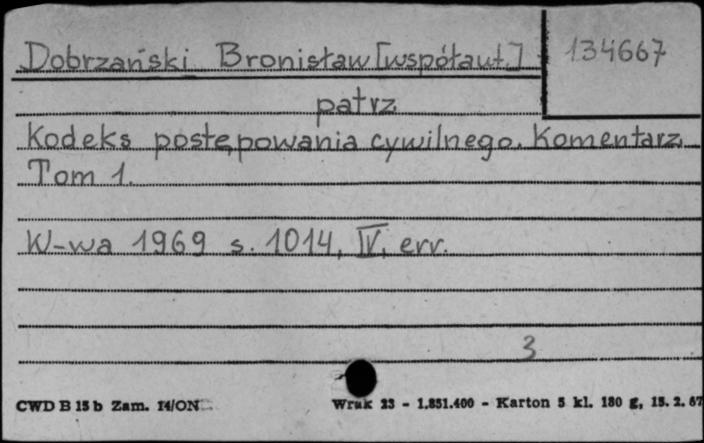 Dobrzański Bronisław [współaut.] 134667
patrz
Kodeks postępowania cywilnego. Komentarz.
Tom 1.
W-wa 1969 s. 1014, IV, err.
3
CWD B 15 b Zam. 14/ON Wrak 23 - 1.851.400 - Karton 5 kl. 180 g, 15. 2. 67